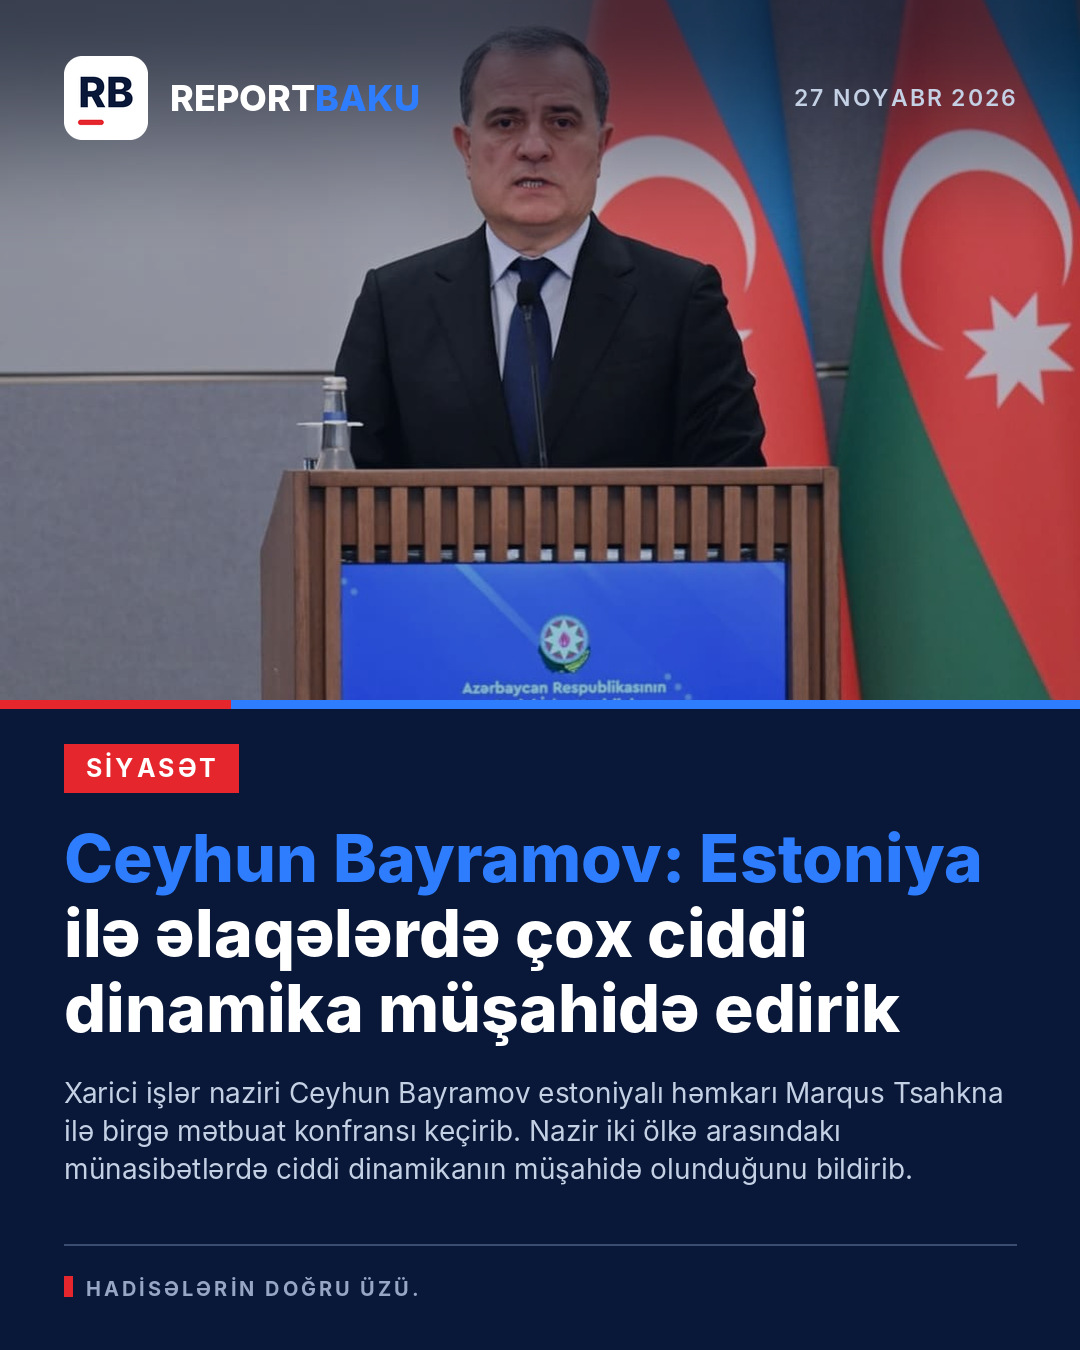 RB
REPORTBAKU
27 NOYABR 2026
Azərbaycan Respublikasının
SİYASƏT
Ceyhun Bayramov: Estoniya
ilə əlaqələrdə çox ciddi
dinamika müşahidə edirik
Xarici işlər naziri Ceyhun Bayramov estoniyalı həmkarı Marqus Tsahkna
ilə birgə mətbuat konfransı keçirib. Nazir iki ölkə arasındakı
münasibətlərdə ciddi dinamikanın müşahidə olunduğunu bildirib.
HADİSƏLƏRİN DOĞRU ÜZÜ.